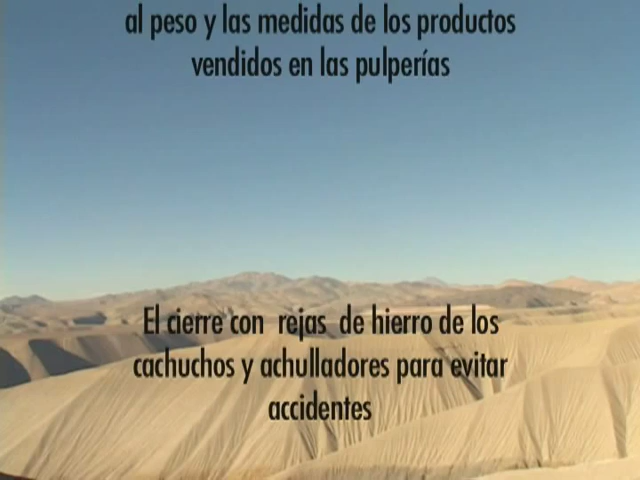 al peso y las medidas de los productos
vendidos en las pulperías
El cierre con rejas de hierro de los
cachuchos y achulladores para evitar
accidentes